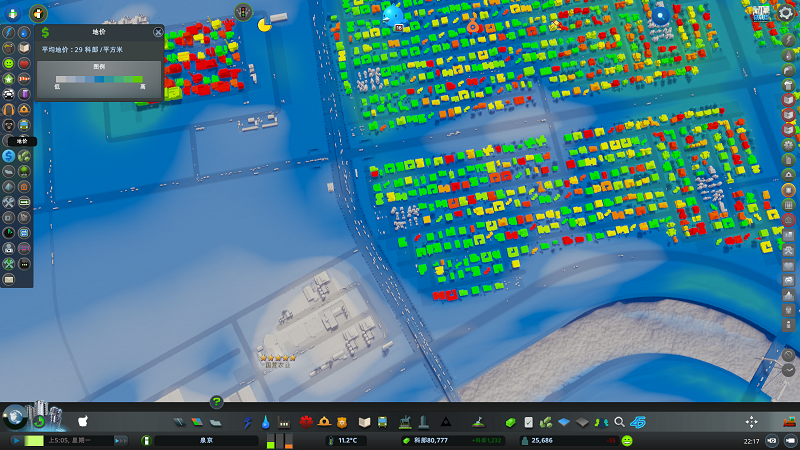 地价
平均地价：29 科郎/平方米
图例
低
高
地价
国芘农业
上5:05, 星期一
泉京
11.2°C
科郎80,777
+科郎1,232
25,686
22:17